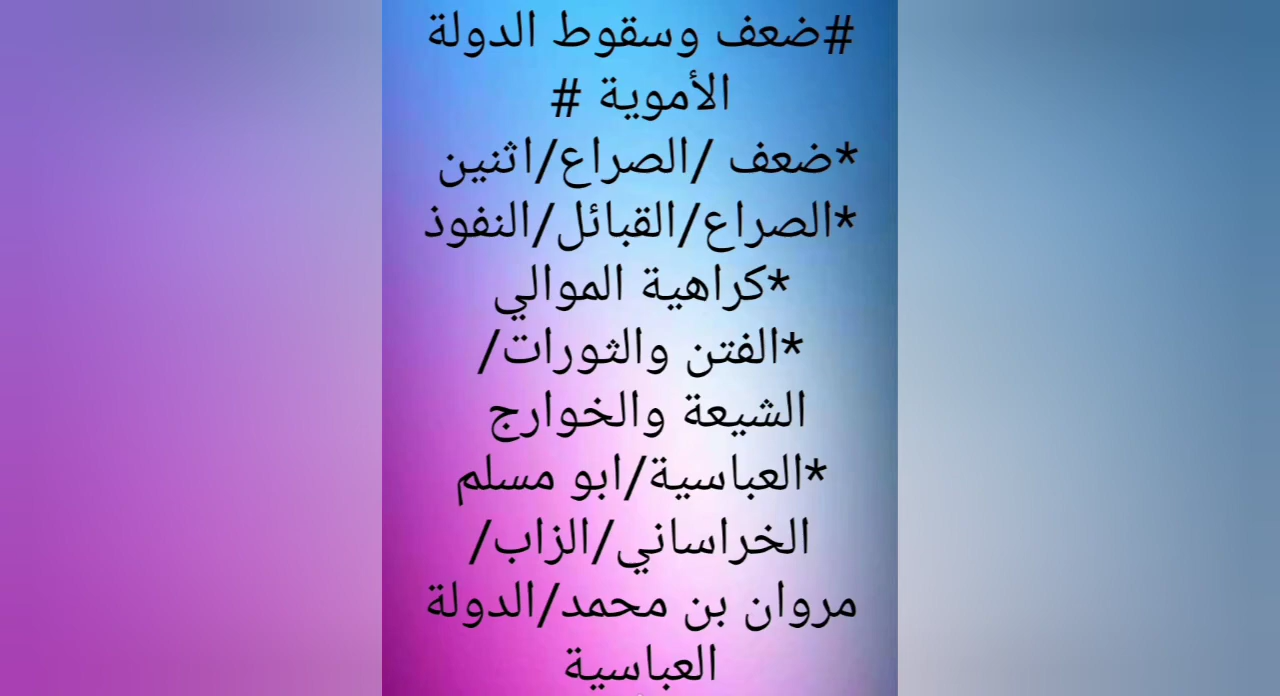 #ضعف وسقوط الدولة
الأموية #
*ضعف /الصراع/اثنين
*الصراع/القبائل/النفوذ
*كراهية الموالي
*الفتن والثورات/
الشيعة والخوارج
*العباسية/ابو مسلم
الخراساني/الزاب/
مروان بن محمد/الدولة
العباسية